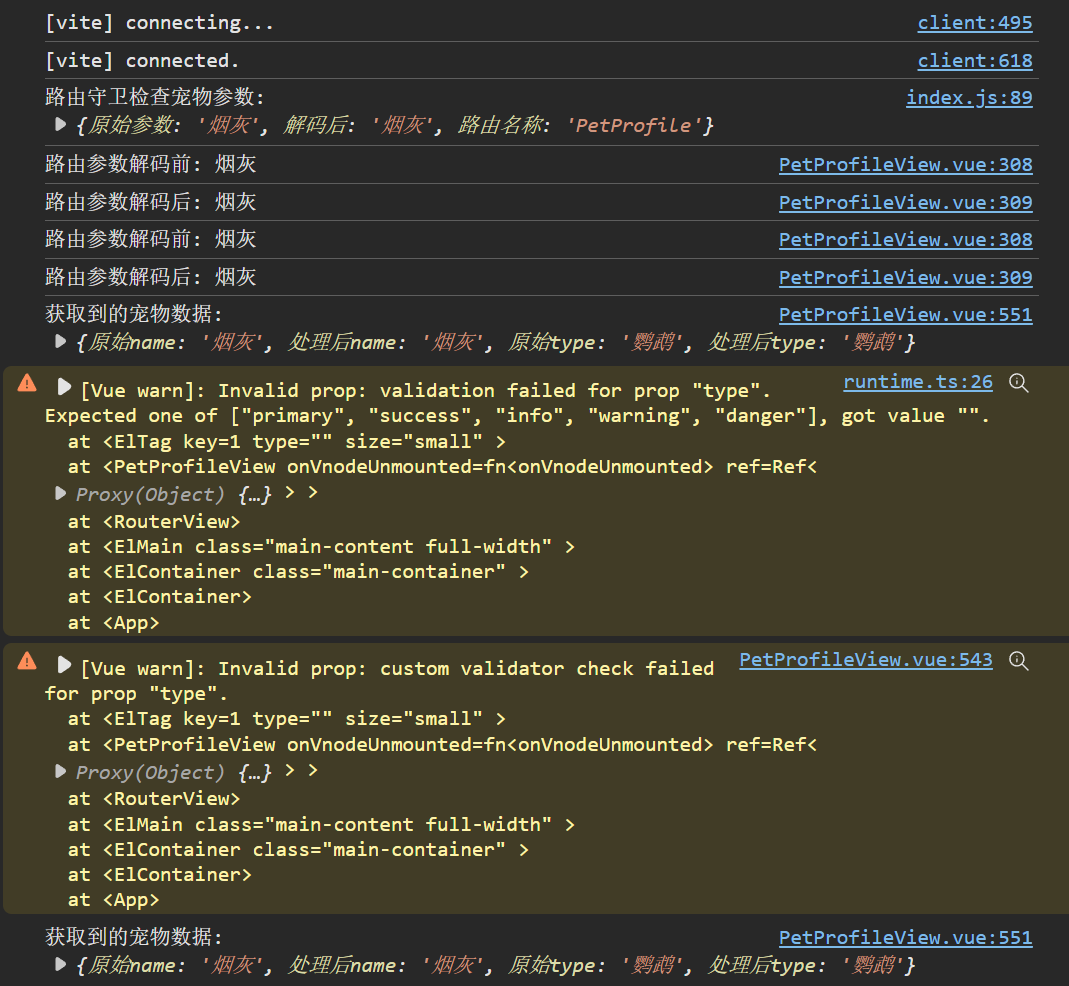 [vite] connecting... client:495
[vite] connected. client:618
路由守卫检查宠物参数: index.js:89
{原始参数: '烟灰', 解码后: '烟灰', 路由名称: 'PetProfile'}
路由参数解码前: 烟灰 PetProfileView.vue:308
路由参数解码后: 烟灰 PetProfileView.vue:309
路由参数解码前: 烟灰 PetProfileView.vue:308
路由参数解码后: 烟灰 PetProfileView.vue:309
获取到的宠物数据: PetProfileView.vue:551
{原始name: '烟灰', 处理后name: '烟灰', 原始type: '鹦鹉', 处理后type: '鹦鹉'}
[Vue warn]: Invalid prop: validation failed for prop "type". runtime.ts:26
Expected one of ["primary", "success", "info", "warning", "danger"], got value "".
at <ElTag key=1 type="" size="small" >
at <PetProfileView onVnodeUnmounted=fn<onVnodeUnmounted> ref=Ref<
Proxy(Object) {…} > >
at <RouterView>
at <ElMain class="main-content full-width" >
at <ElContainer class="main-container" >
at <ElContainer>
at <App>
[Vue warn]: Invalid prop: custom validator check failed PetProfileView.vue:543
for prop "type".
at <ElTag key=1 type="" size="small" >
at <PetProfileView onVnodeUnmounted=fn<onVnodeUnmounted> ref=Ref<
Proxy(Object) {…} > >
at <RouterView>
at <ElMain class="main-content full-width" >
at <ElContainer class="main-container" >
at <ElContainer>
at <App>
获取到的宠物数据: PetProfileView.vue:551
{原始name: '烟灰', 处理后name: '烟灰', 原始type: '鹦鹉', 处理后type: '鹦鹉'}